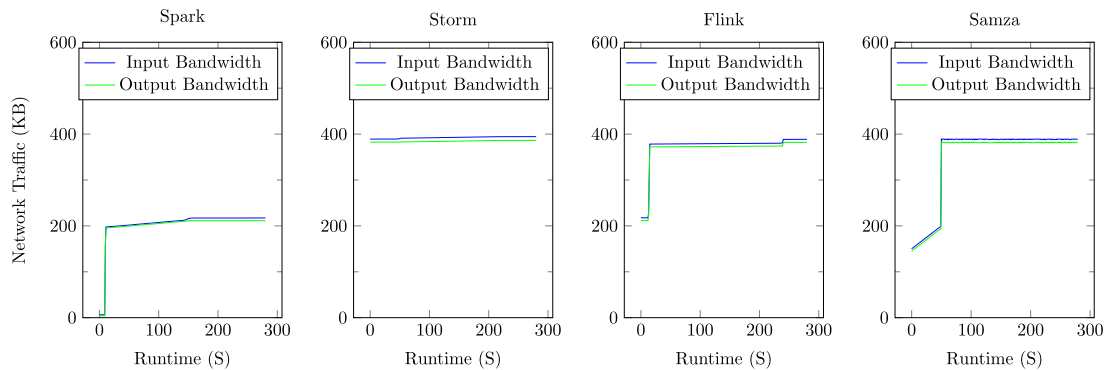 Spark
Storm
Flink
Samza
Network Traffic (KB)
600
400
200
0
Input Bandwidth
Output Bandwidth
0 100 200 300
Runtime (S)
600
400
200
0
Input Bandwidth
Output Bandwidth
0 100 200 300
Runtime (S)
600
400
200
0
Input Bandwidth
Output Bandwidth
0 100 200 300
Runtime (S)
600
400
200
0
Input Bandwidth
Output Bandwidth
0 100 200 300
Runtime (S)